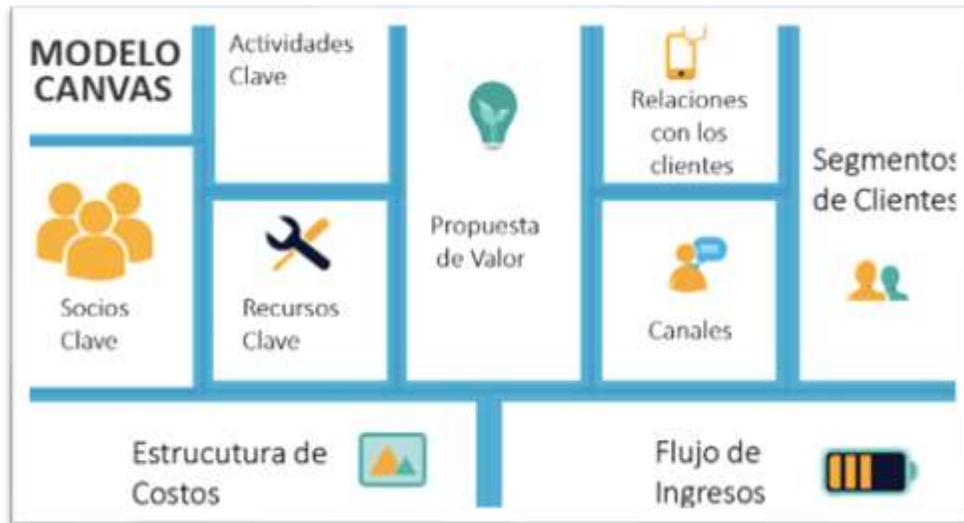 MODELO
CANVAS
Socios
Clave
Actividades
Clave
Recursos
Clave
Propuesta
de Valor
Relaciones
con los
clientes
Canales
Segmentos
de Clientes
Estrucutura de
Costos
Flujo de
Ingresos